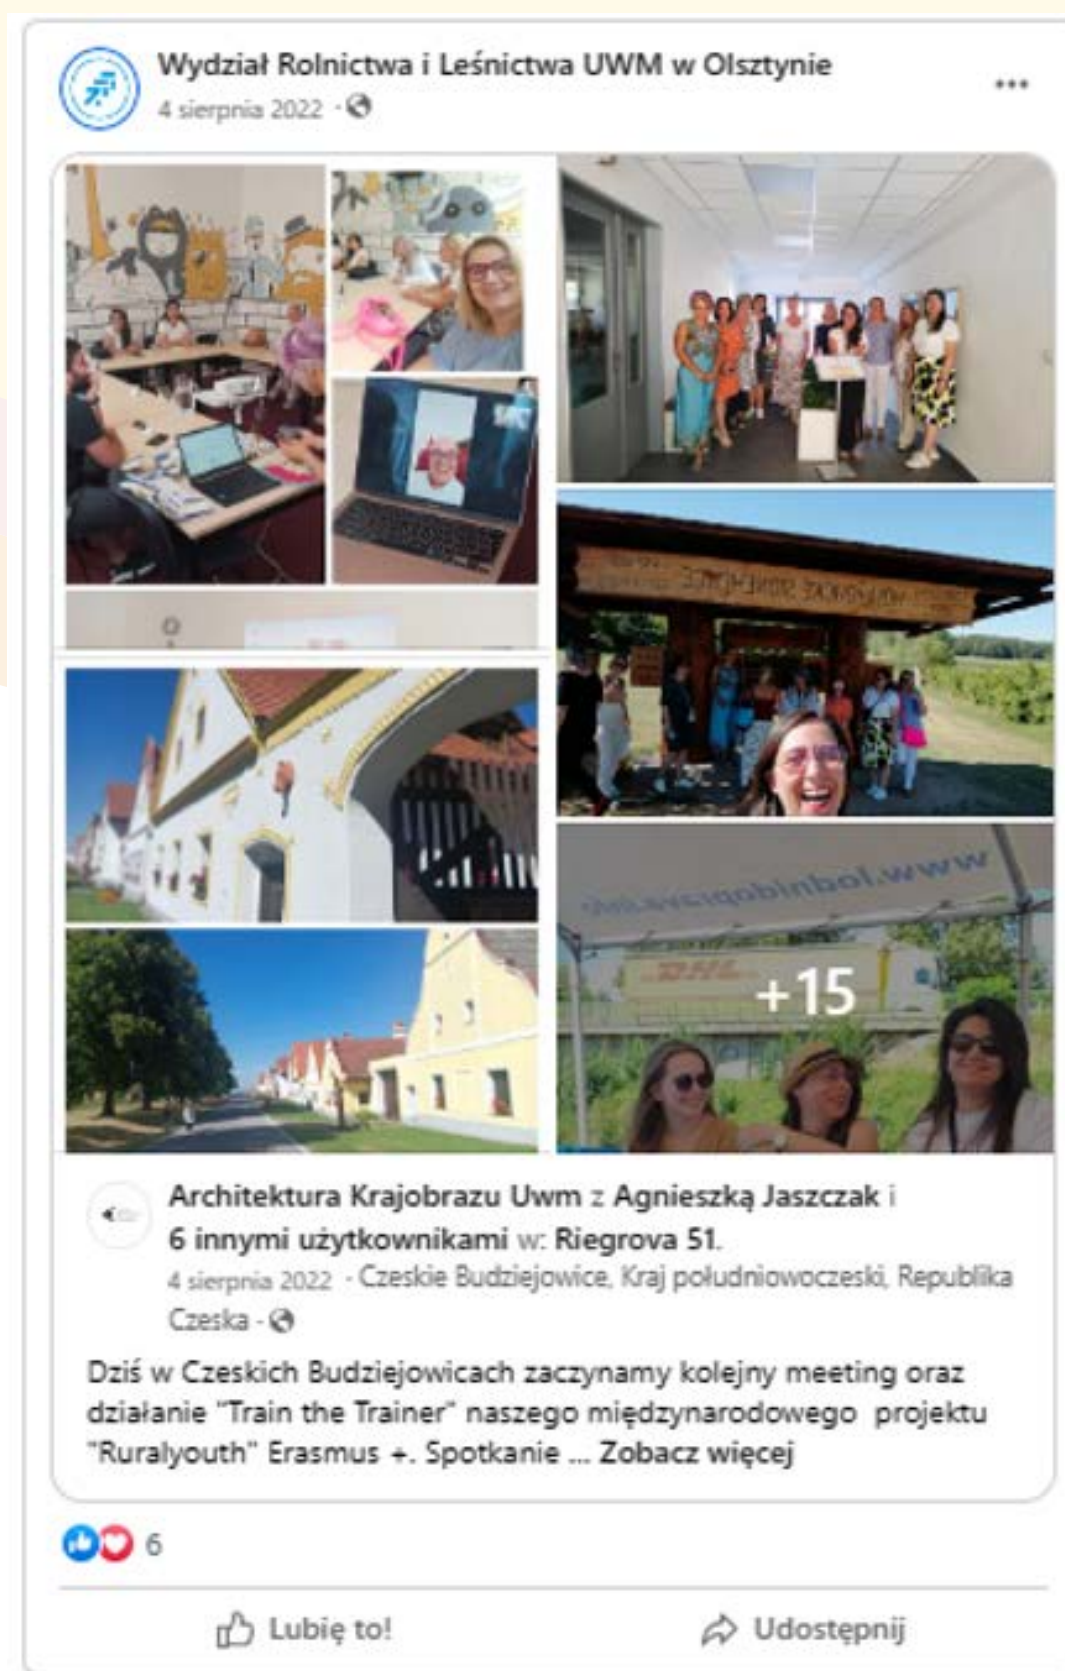 Wydział Rolnictwa i Leśnictwa UWM w Olsztynie
4 sierpnia 2022 ·
DHL
+15
Architektura Krajobrazu Uwm z Agnieszką Jaszczak i
6 innymi użytkownikami w: Riegrova 51.
4 sierpnia 2022 · Czeskie Budziejowice, Kraj południowoczeski, Republika
Czeska ·
Dziś w Czeskich Budziejowicach zaczynamy kolejny meeting oraz
działanie "Train the Trainer" naszego międzynarodowego projektu
"Ruralyouth" Erasmus +. Spotkanie ... Zobacz więcej
6
Lubię to!
Udostępnij